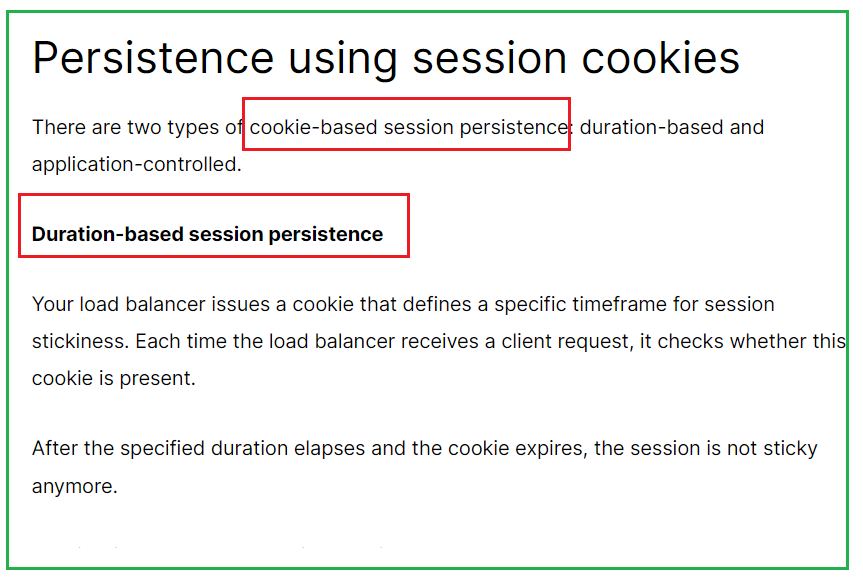 Persistence using session cookies
There are two types of cookie-based session persistence: duration-based and
application-controlled.
Duration-based session persistence
Your load balancer issues a cookie that defines a specific timeframe for session
stickiness. Each time the load balancer receives a client request, it checks whether this
cookie is present.
After the specified duration elapses and the cookie expires, the session is not sticky
anymore.